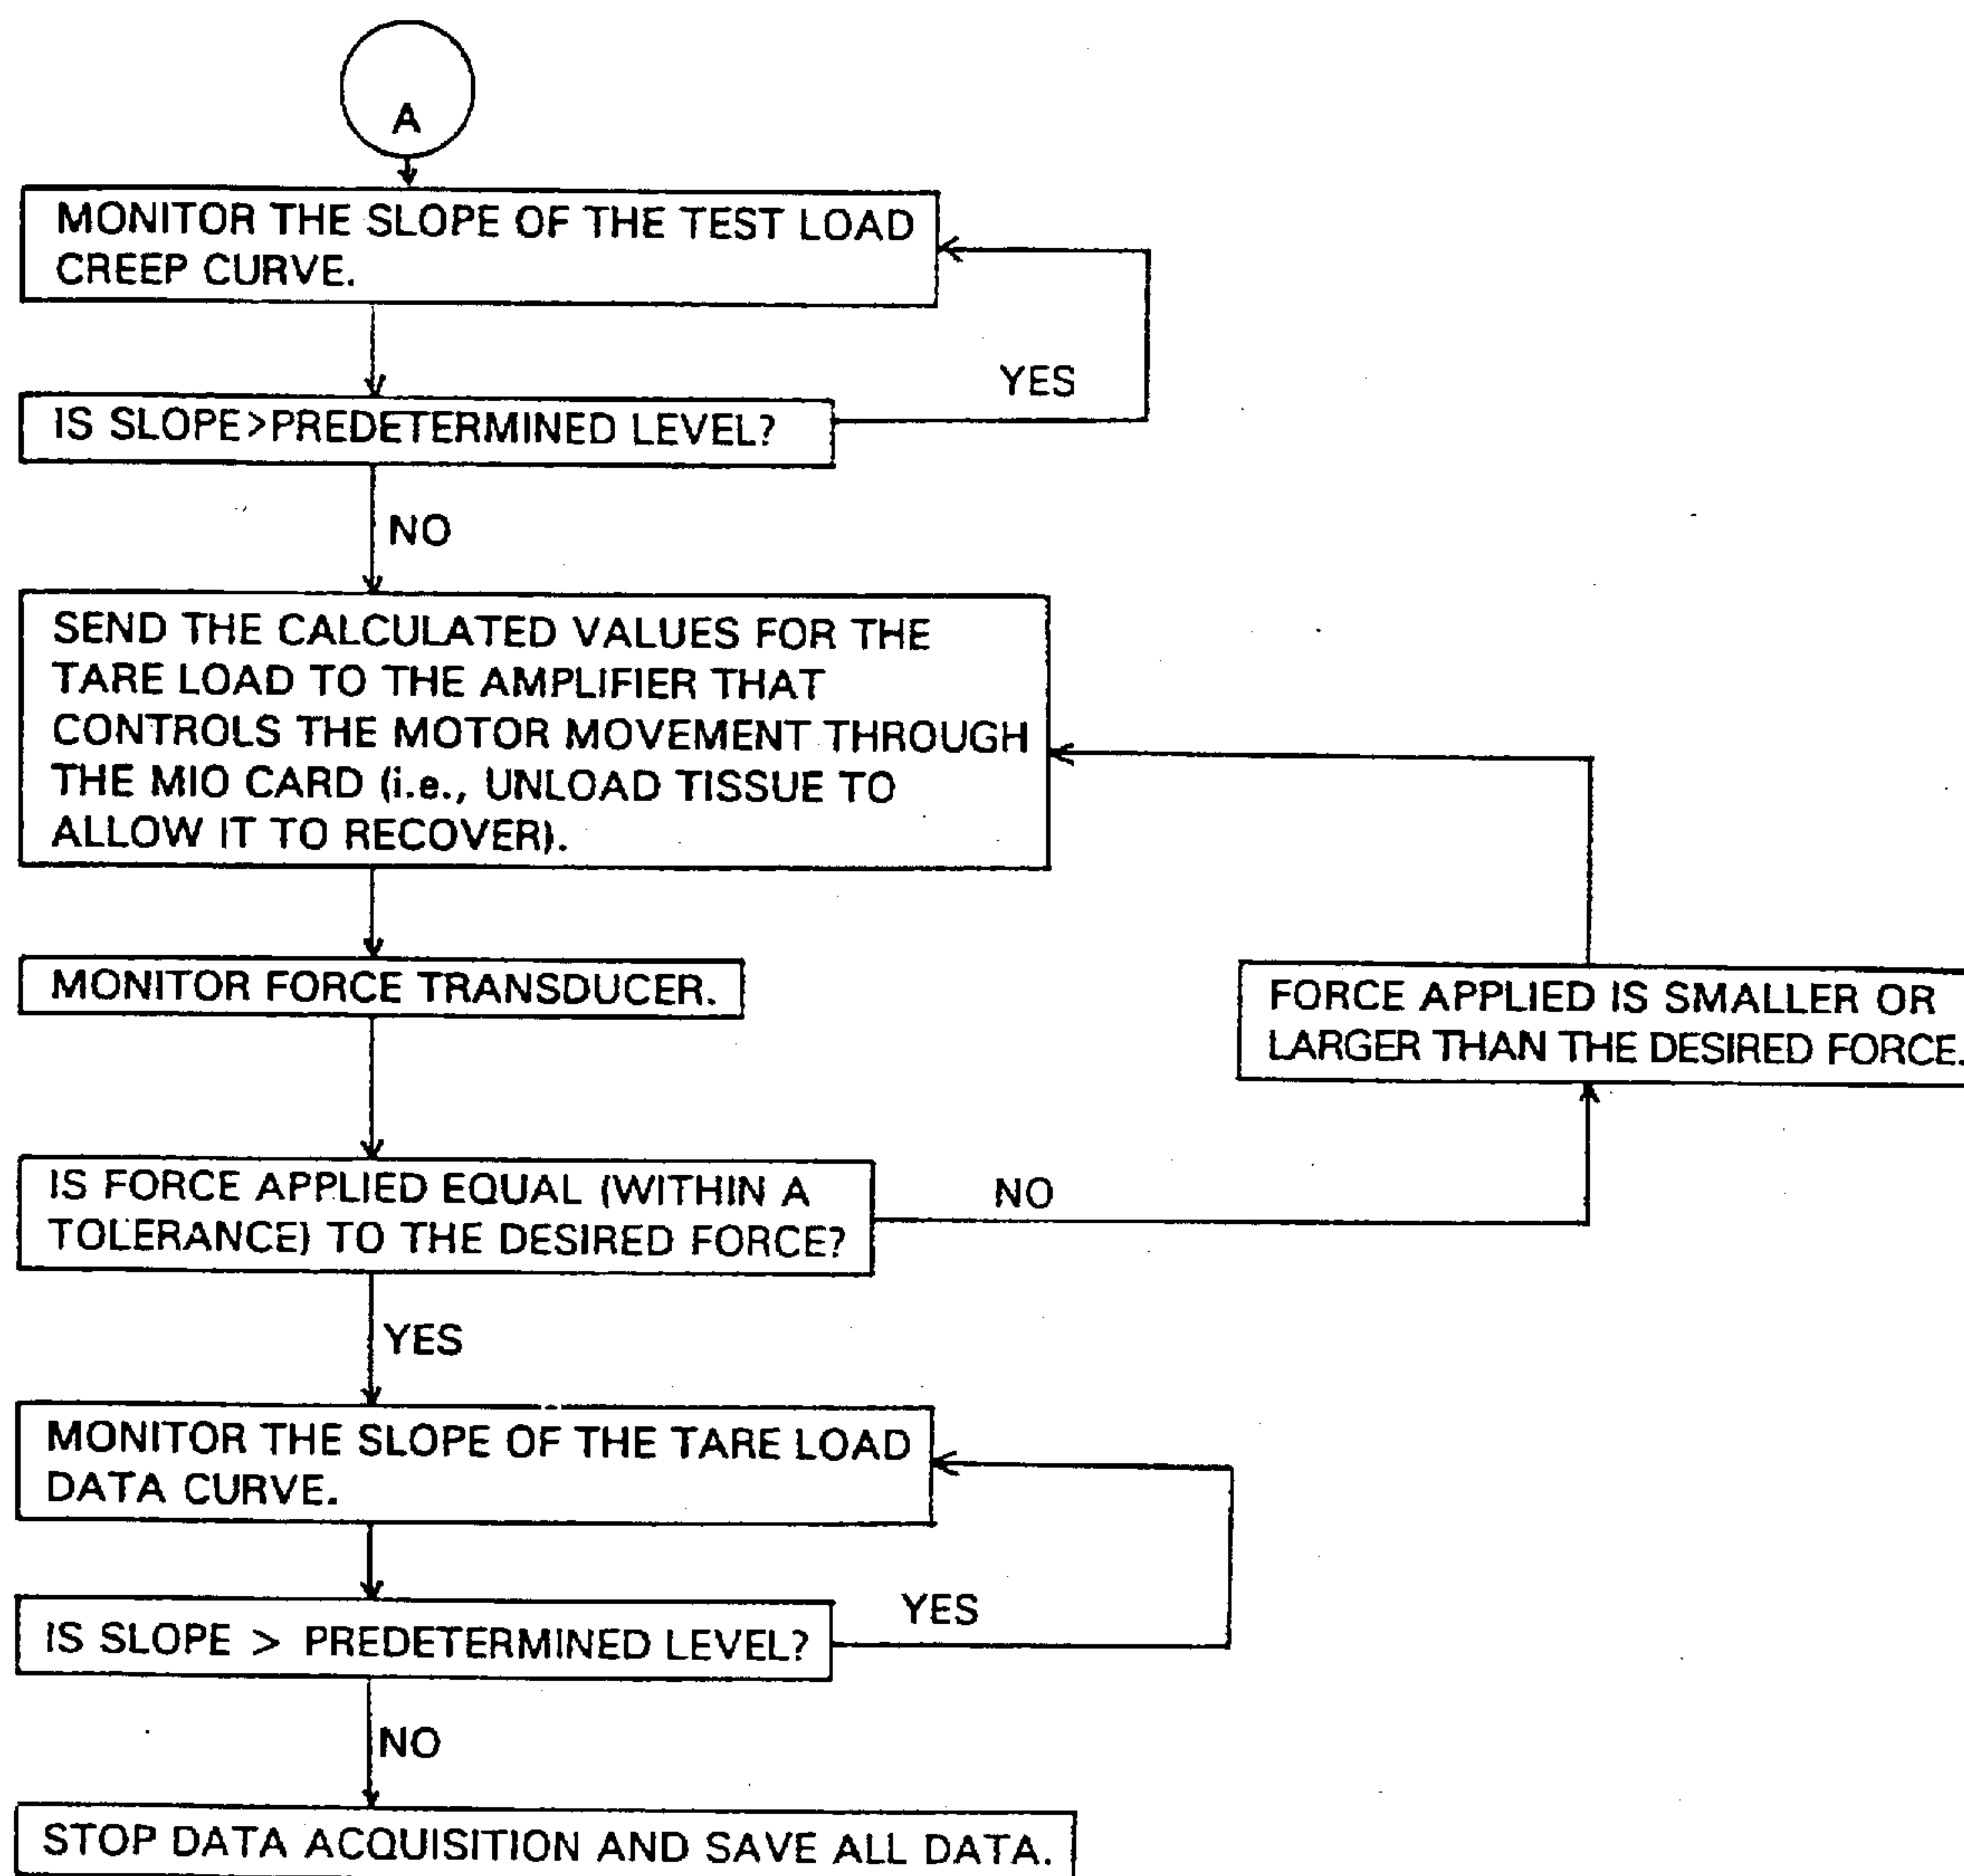 A
MONITOR THE SLOPE OF THE TEST LOAD
CREEP CURVE.
YES
IS SLOPE>PREDETERMINED LEVEL?
NO
SEND THE CALCULATED VALUES FOR THE
TARE LOAD TO THE AMPLIFIER THAT
CONTROLS THE MOTOR MOVEMENT THROUGH
THE MIO CARD (i.e., UNLOAD TISSUE TO
ALLOW IT TO RECOVER).
MONITOR FORCE TRANSDUCER.
FORCE APPLIED IS SMALLER OR
LARGER THAN THE DESIRED FORCE.
IS FORCE APPLIED EQUAL (WITHIN A
TOLERANCE) TO THE DESIRED FORCE?
NO
YES
MONITOR THE SLOPE OF THE TARE LOAD
DATA CURVE.
YES
IS SLOPE > PREDETERMINED LEVEL?
NO
STOP DATA ACQUISITION AND SAVE ALL DATA.